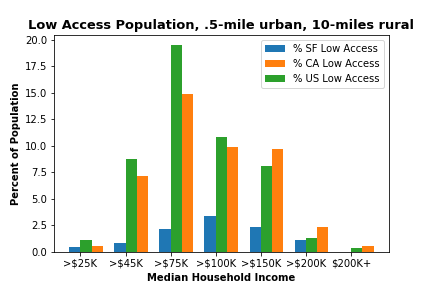 Low Access Population, .5-mile urban, 10-miles rural
% SF Low Access
% CA Low Access
% US Low Access
20.0
17.5
15.0
12.5
10.0
7.5
5.0
2.5
0.0
Percent of Population
>$25K >$45K >$75K >$100K >$150K >$200K $200K+
Median Household Income